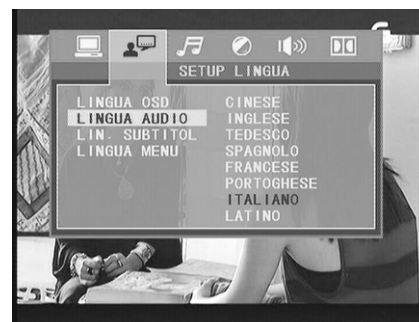 SETUP LINGUA
LINGUA OSD
LINGUA AUDIO
LIN. SUBTITOL
LINGUA MENU
CINESE
INGLESE
TEDESCO
SPAGNOLO
FRANCESE
PORTOGHESE
ITALIANO
LATINO